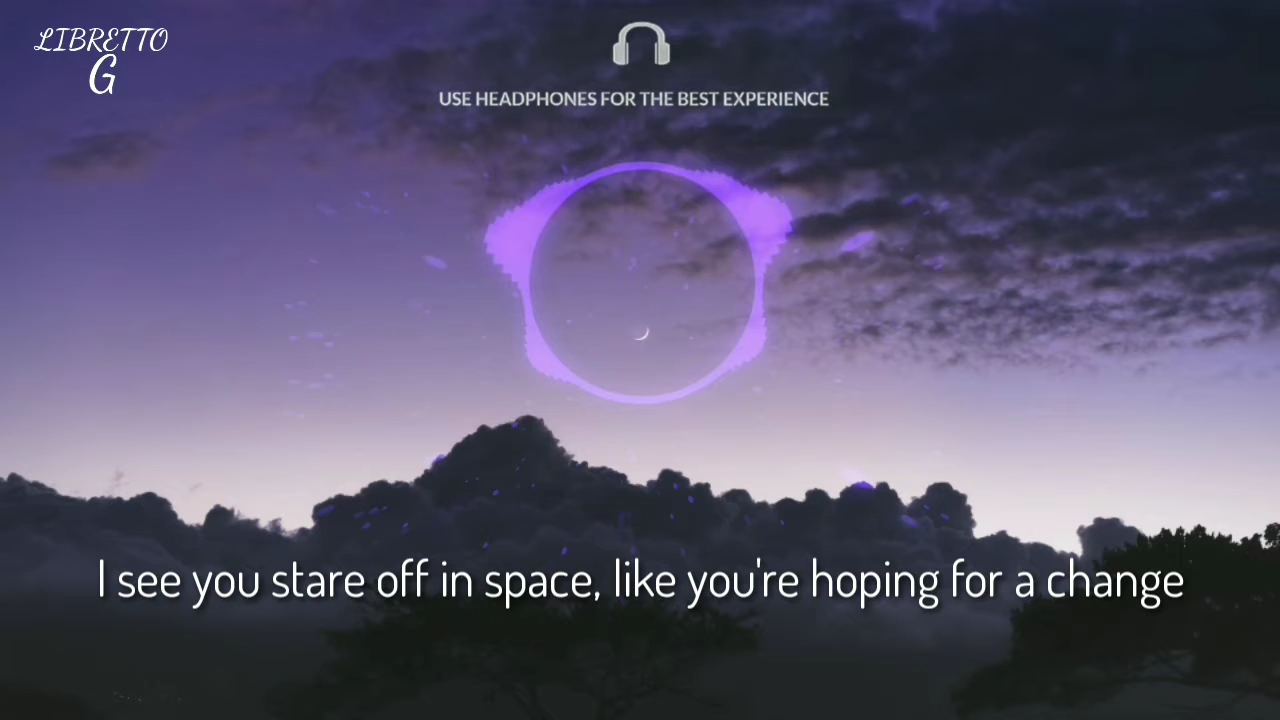 LIBRETTO
G
USE HEADPHONES FOR THE BEST EXPERIENCE
I see you stare off in space, like you're hoping for a change